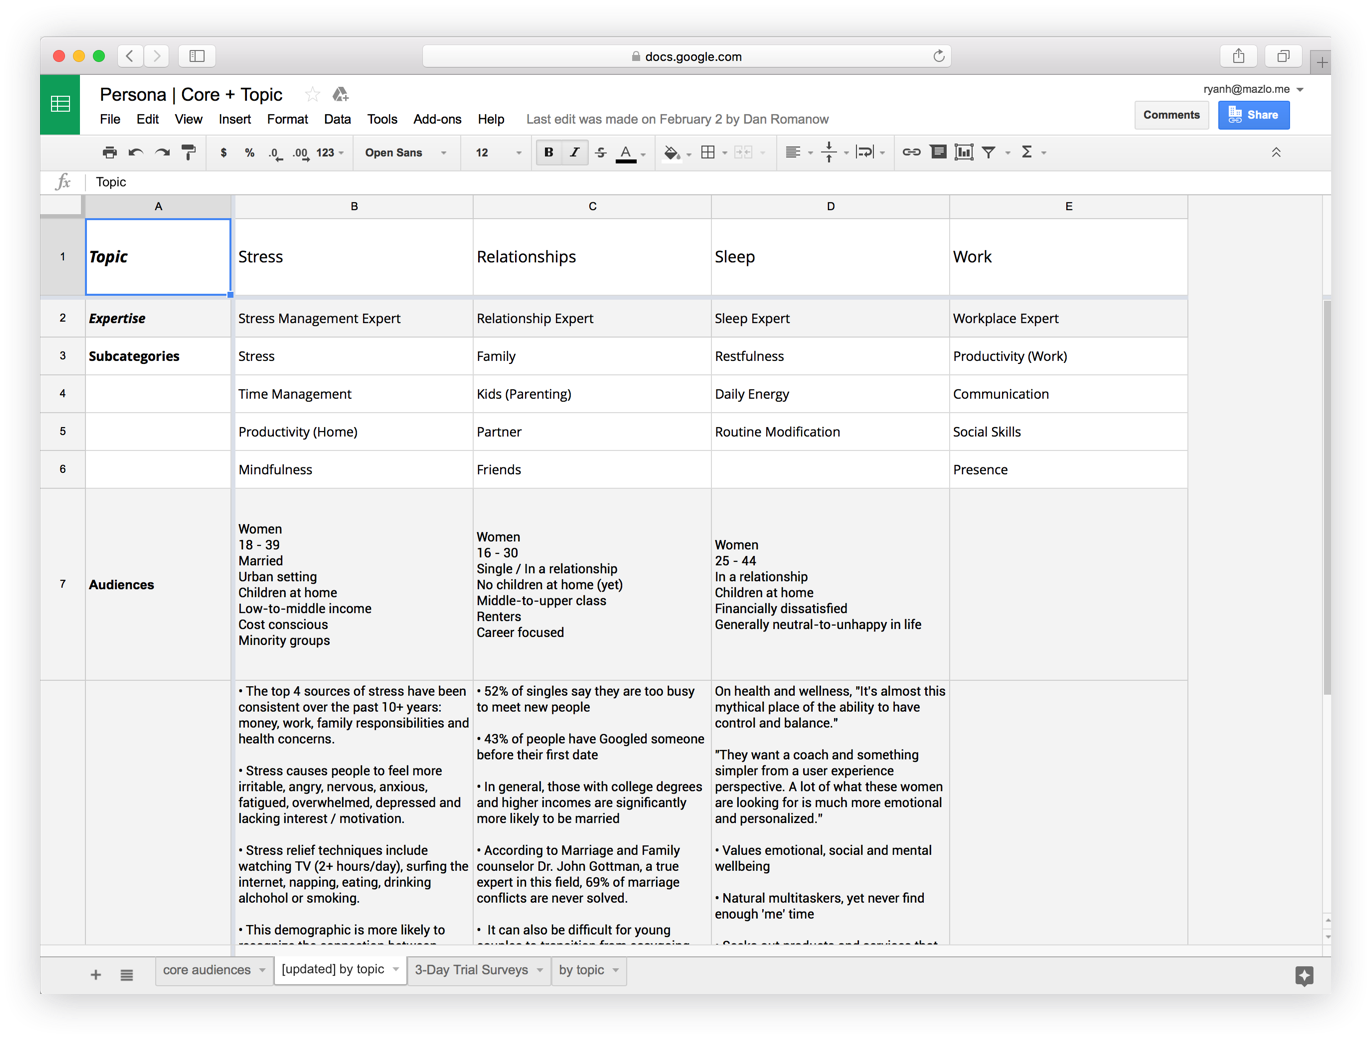 docs.google.com
Persona | Core + Topic
ryanh@mazlo.me
File Edit View Insert Format Data Tools Add-ons Help Last edit was made on February 2 by Dan Romanow
Comments Share
$ % .0 .00 123 Open Sans 12 B I S A Σ
fx Topic
A B C D E
1 Topic Stress Relationships Sleep Work
2 Expertise Stress Management Expert Relationship Expert Sleep Expert Workplace Expert
3 Subcategories Stress Family Restfulness Productivity (Work)
4 Time Management Kids (Parenting) Daily Energy Communication
5 Productivity (Home) Partner Routine Modification Social Skills
6 Mindfulness Friends Presence
7 Audiences
Women
18 - 39
Married
Urban setting
Children at home
Low-to-middle income
Cost conscious
Minority groups
Women
16 - 30
Single / In a relationship
No children at home (yet)
Middle-to-upper class
Renters
Career focused
Women
25 - 44
In a relationship
Children at home
Financially dissatisfied
Generally neutral-to-unhappy in life
• The top 4 sources of stress have been
consistent over the past 10+ years:
money, work, family responsibilities and
health concerns.
• Stress causes people to feel more
irritable, angry, nervous, anxious,
fatigued, overwhelmed, depressed and
lacking interest / motivation.
• Stress relief techniques include
watching TV (2+ hours/day), surfing the
internet, napping, eating, drinking
alchohol or smoking.
• This demographic is more likely to
• 52% of singles say they are too busy
to meet new people
• 43% of people have Googled someone
before their first date
• In general, those with college degrees
and higher incomes are significantly
more likely to be married
• According to Marriage and Family
counselor Dr. John Gottman, a true
expert in this field, 69% of marriage
conflicts are never solved.
• It can also be difficult for young
On health and wellness, "It's almost this
mythical place of the ability to have
control and balance."
"They want a coach and something
simpler from a user experience
perspective. A lot of what these women
are looking for is much more emotional
and personalized."
• Values emotional, social and mental
wellbeing
• Natural multitaskers, yet never find
enough 'me' time
core audiences [updated] by topic 3-Day Trial Surveys by topic